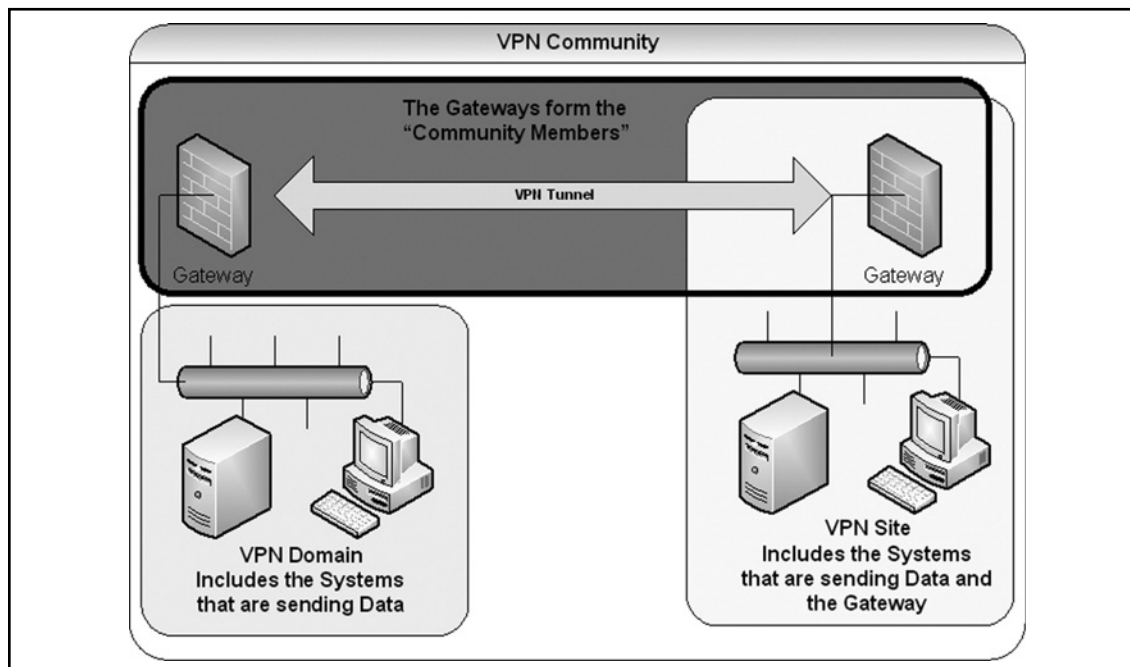 VPN Community
The Gateways form the
“Community Members”
VPN Tunnel
Gateway
Gateway
VPN Domain
Includes the Systems
that are sending Data
VPN Site
Includes the Systems
that are sending Data and
the Gateway